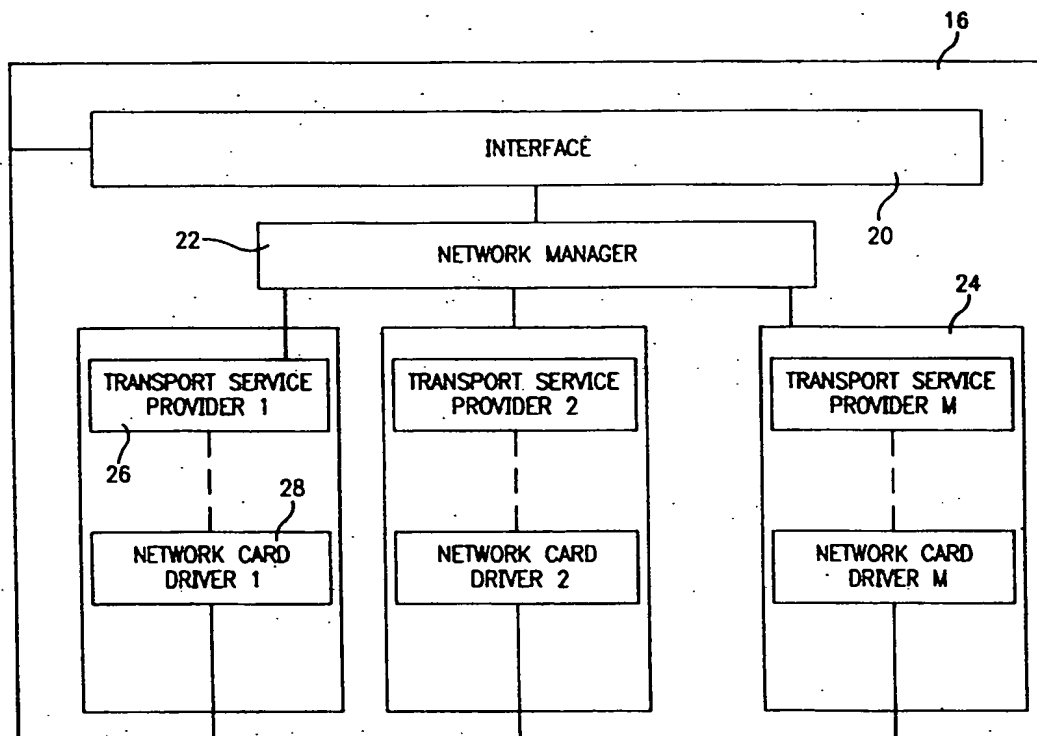 16
INTERFACE
20
22
NETWORK MANAGER
24
TRANSPORT SERVICE
PROVIDER 1
TRANSPORT SERVICE
PROVIDER 2
TRANSPORT SERVICE
PROVIDER M
26
28
NETWORK CARD
DRIVER 1
NETWORK CARD
DRIVER 2
NETWORK CARD
DRIVER M